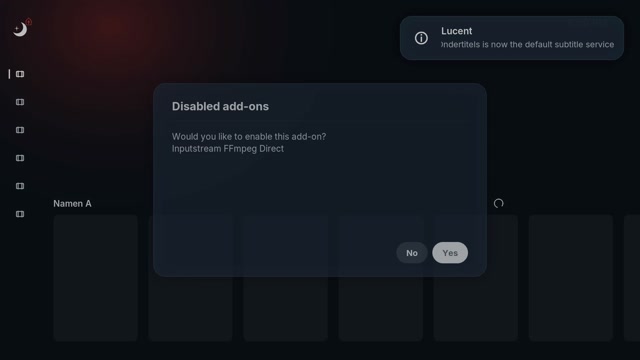 Lucent
ndertitels is now the default subtitle service
Disabled add-ons
Would you like to enable this add-on?
Inputstream FFmpeg Direct
Namen A
No
Yes